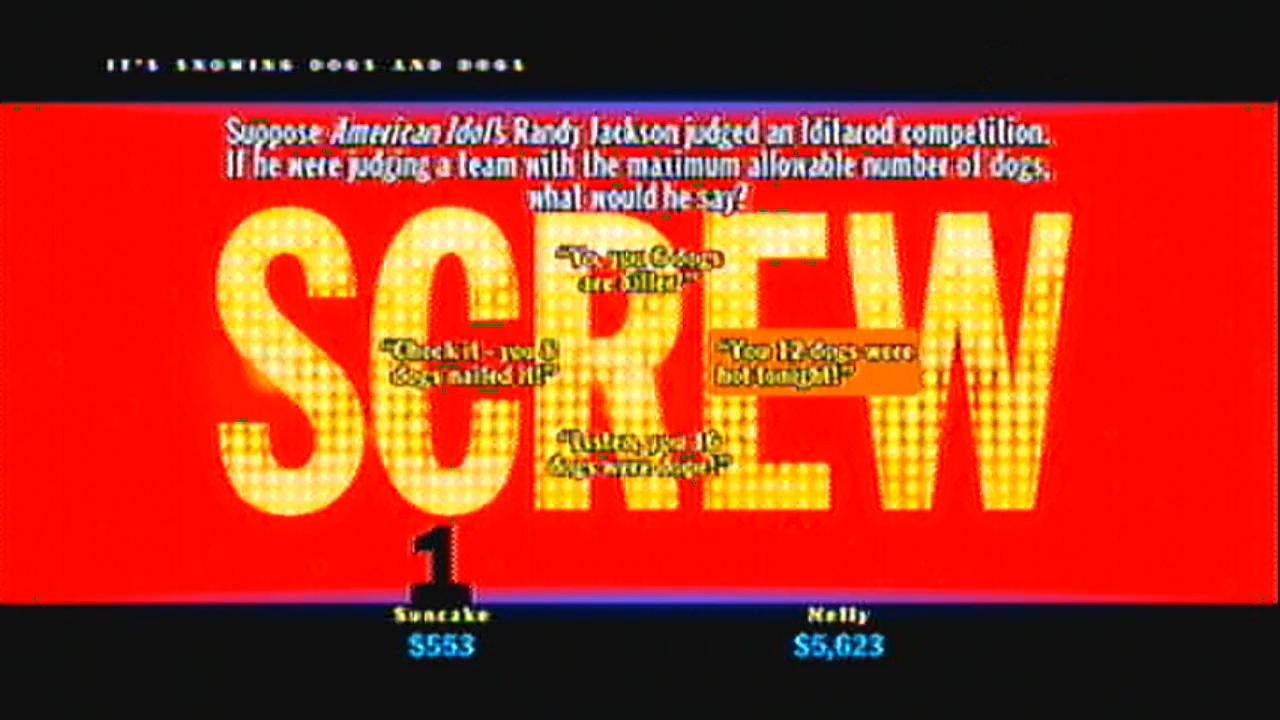 IT'S SNOWING DOGS AND DOGS
Suppose American Idol's Randy Jackson judged an Iditarod competition.
If he were judging a team with the maximum allowable number of dogs,
what would he say?
SCREW
"Yo, you 6 dogs
are killer!"
"Check it - you 8
dogs nailed it!"
"You 12 dogs were
hot tonight!"
"Listen, you 16
dogs were dope!"
1
Suncake
Nelly
$553
$5,623